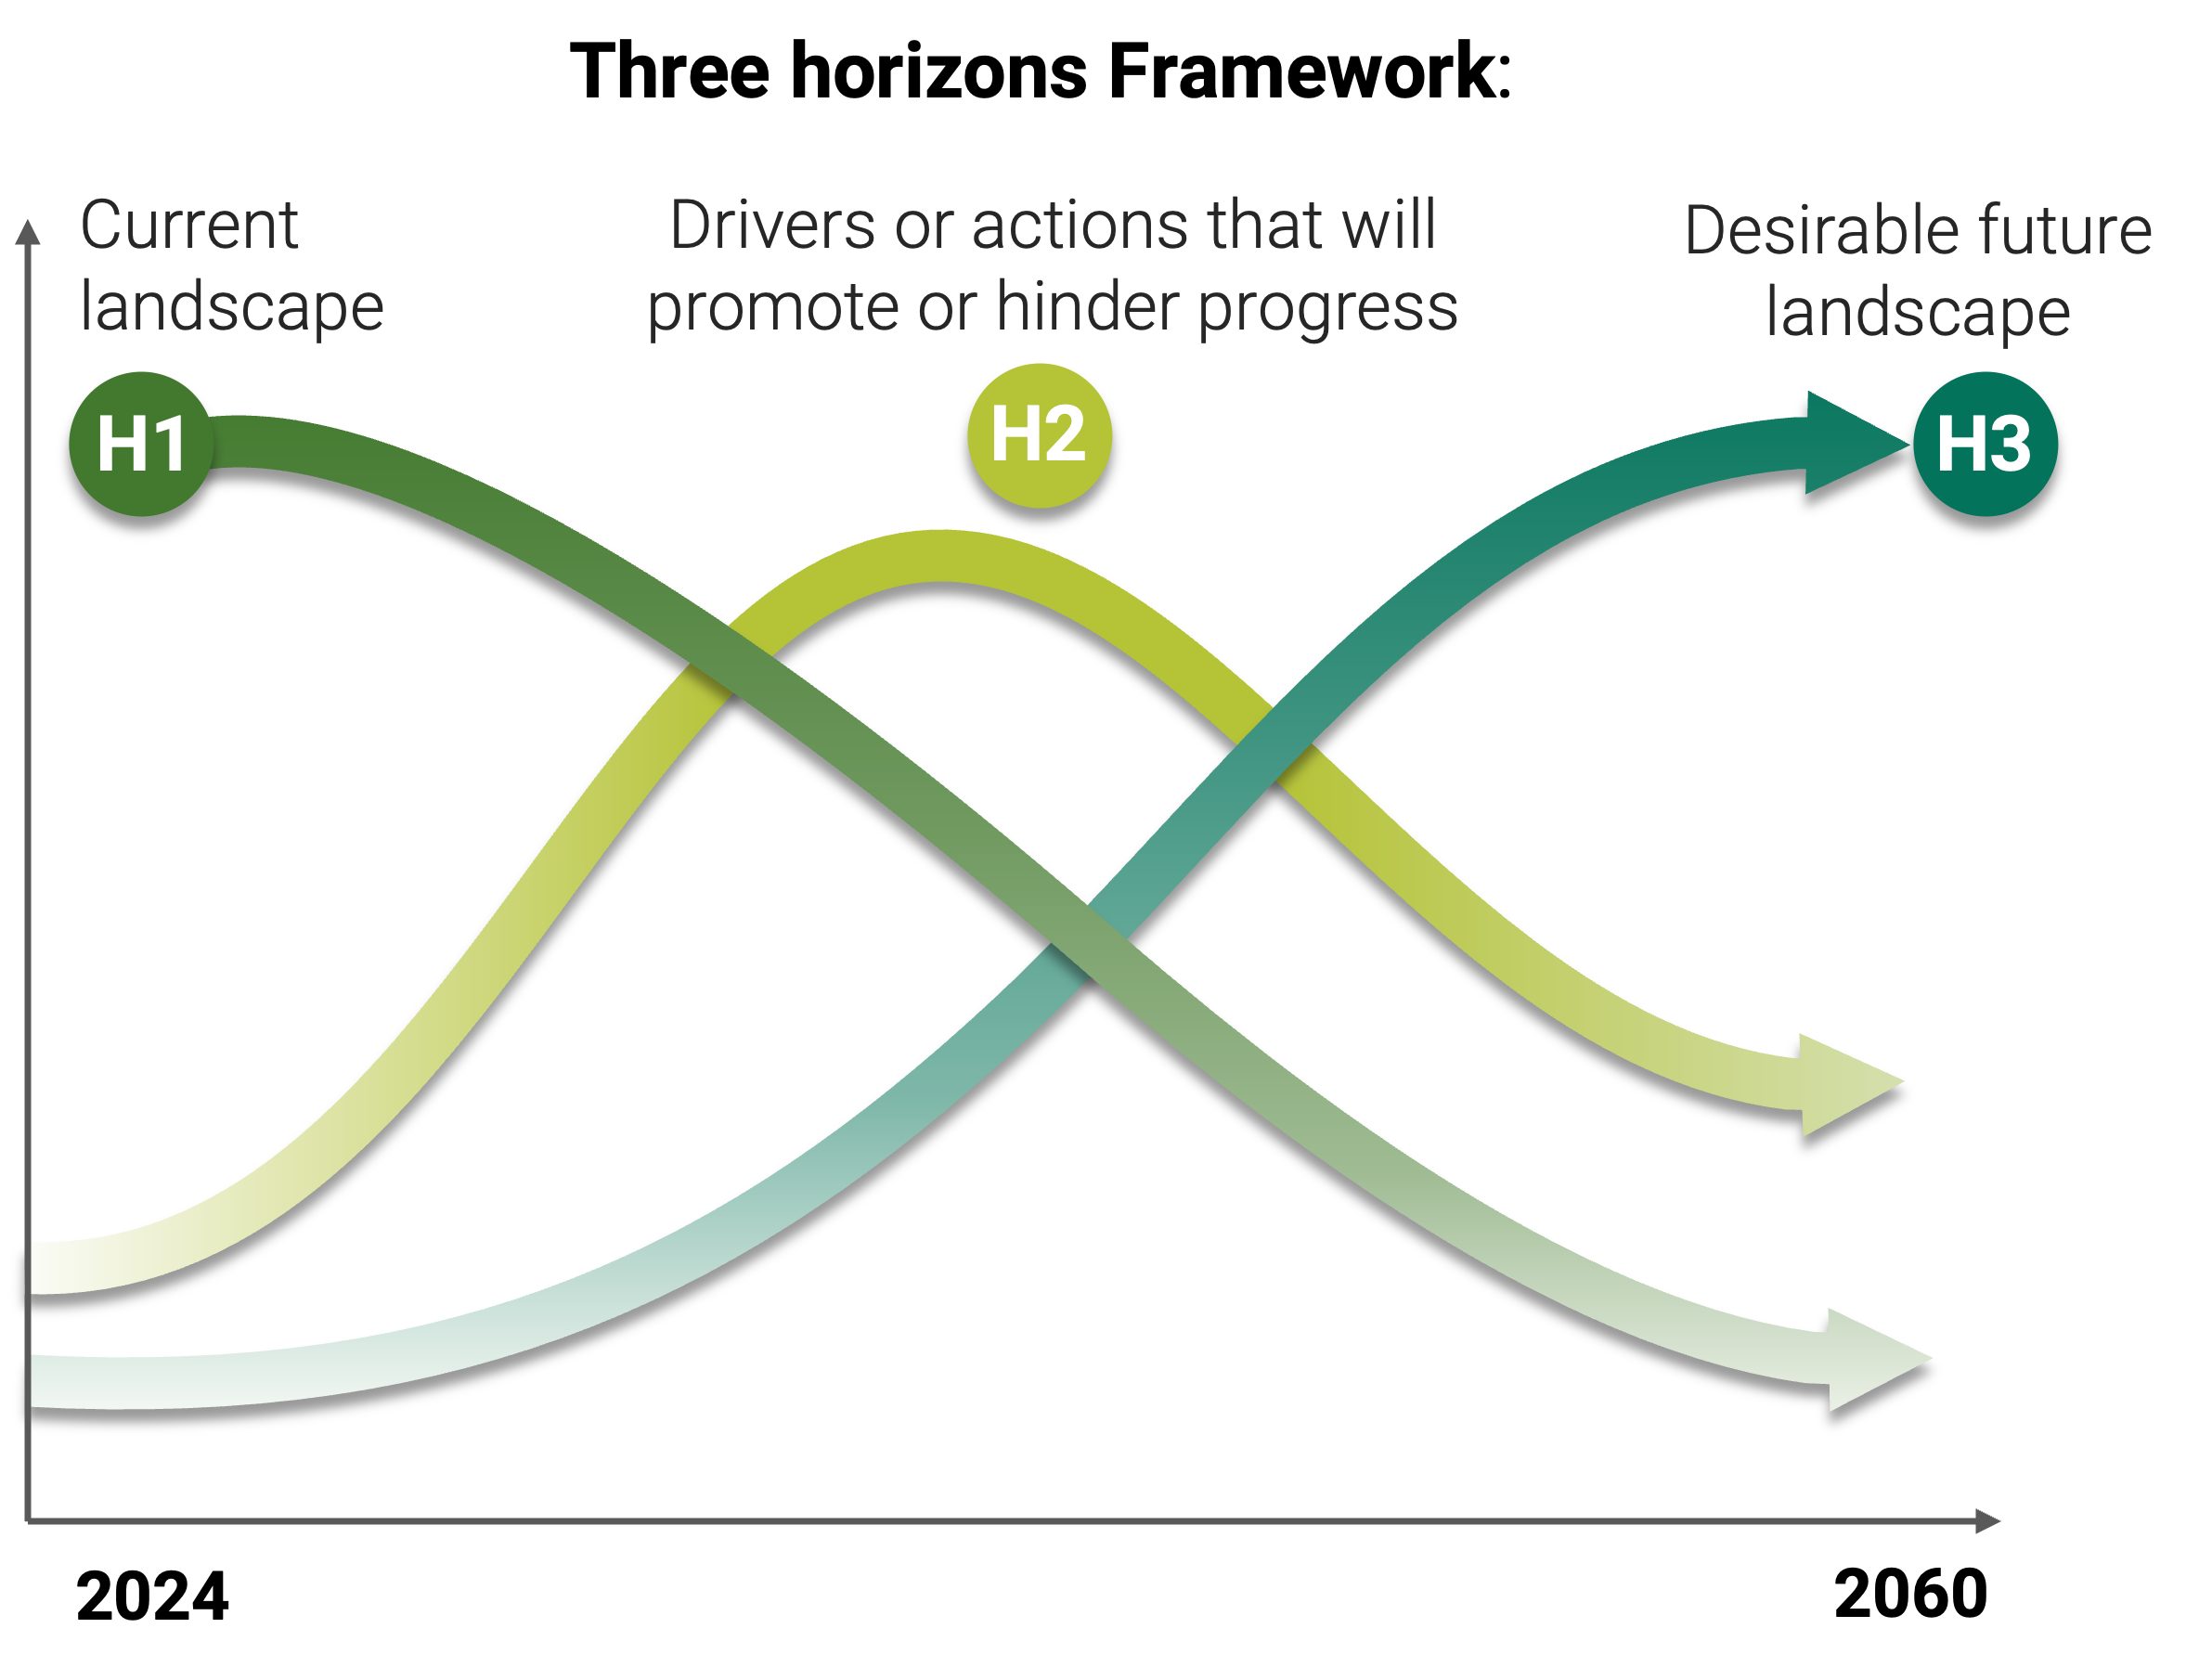 Three horizons Framework:
Current
landscape
Drivers or actions that will
promote or hinder progress
Desirable future
landscape
H1
H2
H3
2024
2060